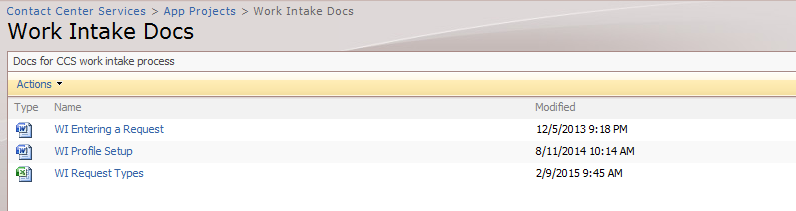 Contact Center Services > App Projects > Work Intake Docs
Work Intake Docs
Docs for CCS work intake process
Actions
Type Name Modified
WI Entering a Request 12/5/2013 9:18 PM
WI Profile Setup 8/11/2014 10:14 AM
WI Request Types 2/9/2015 9:45 AM